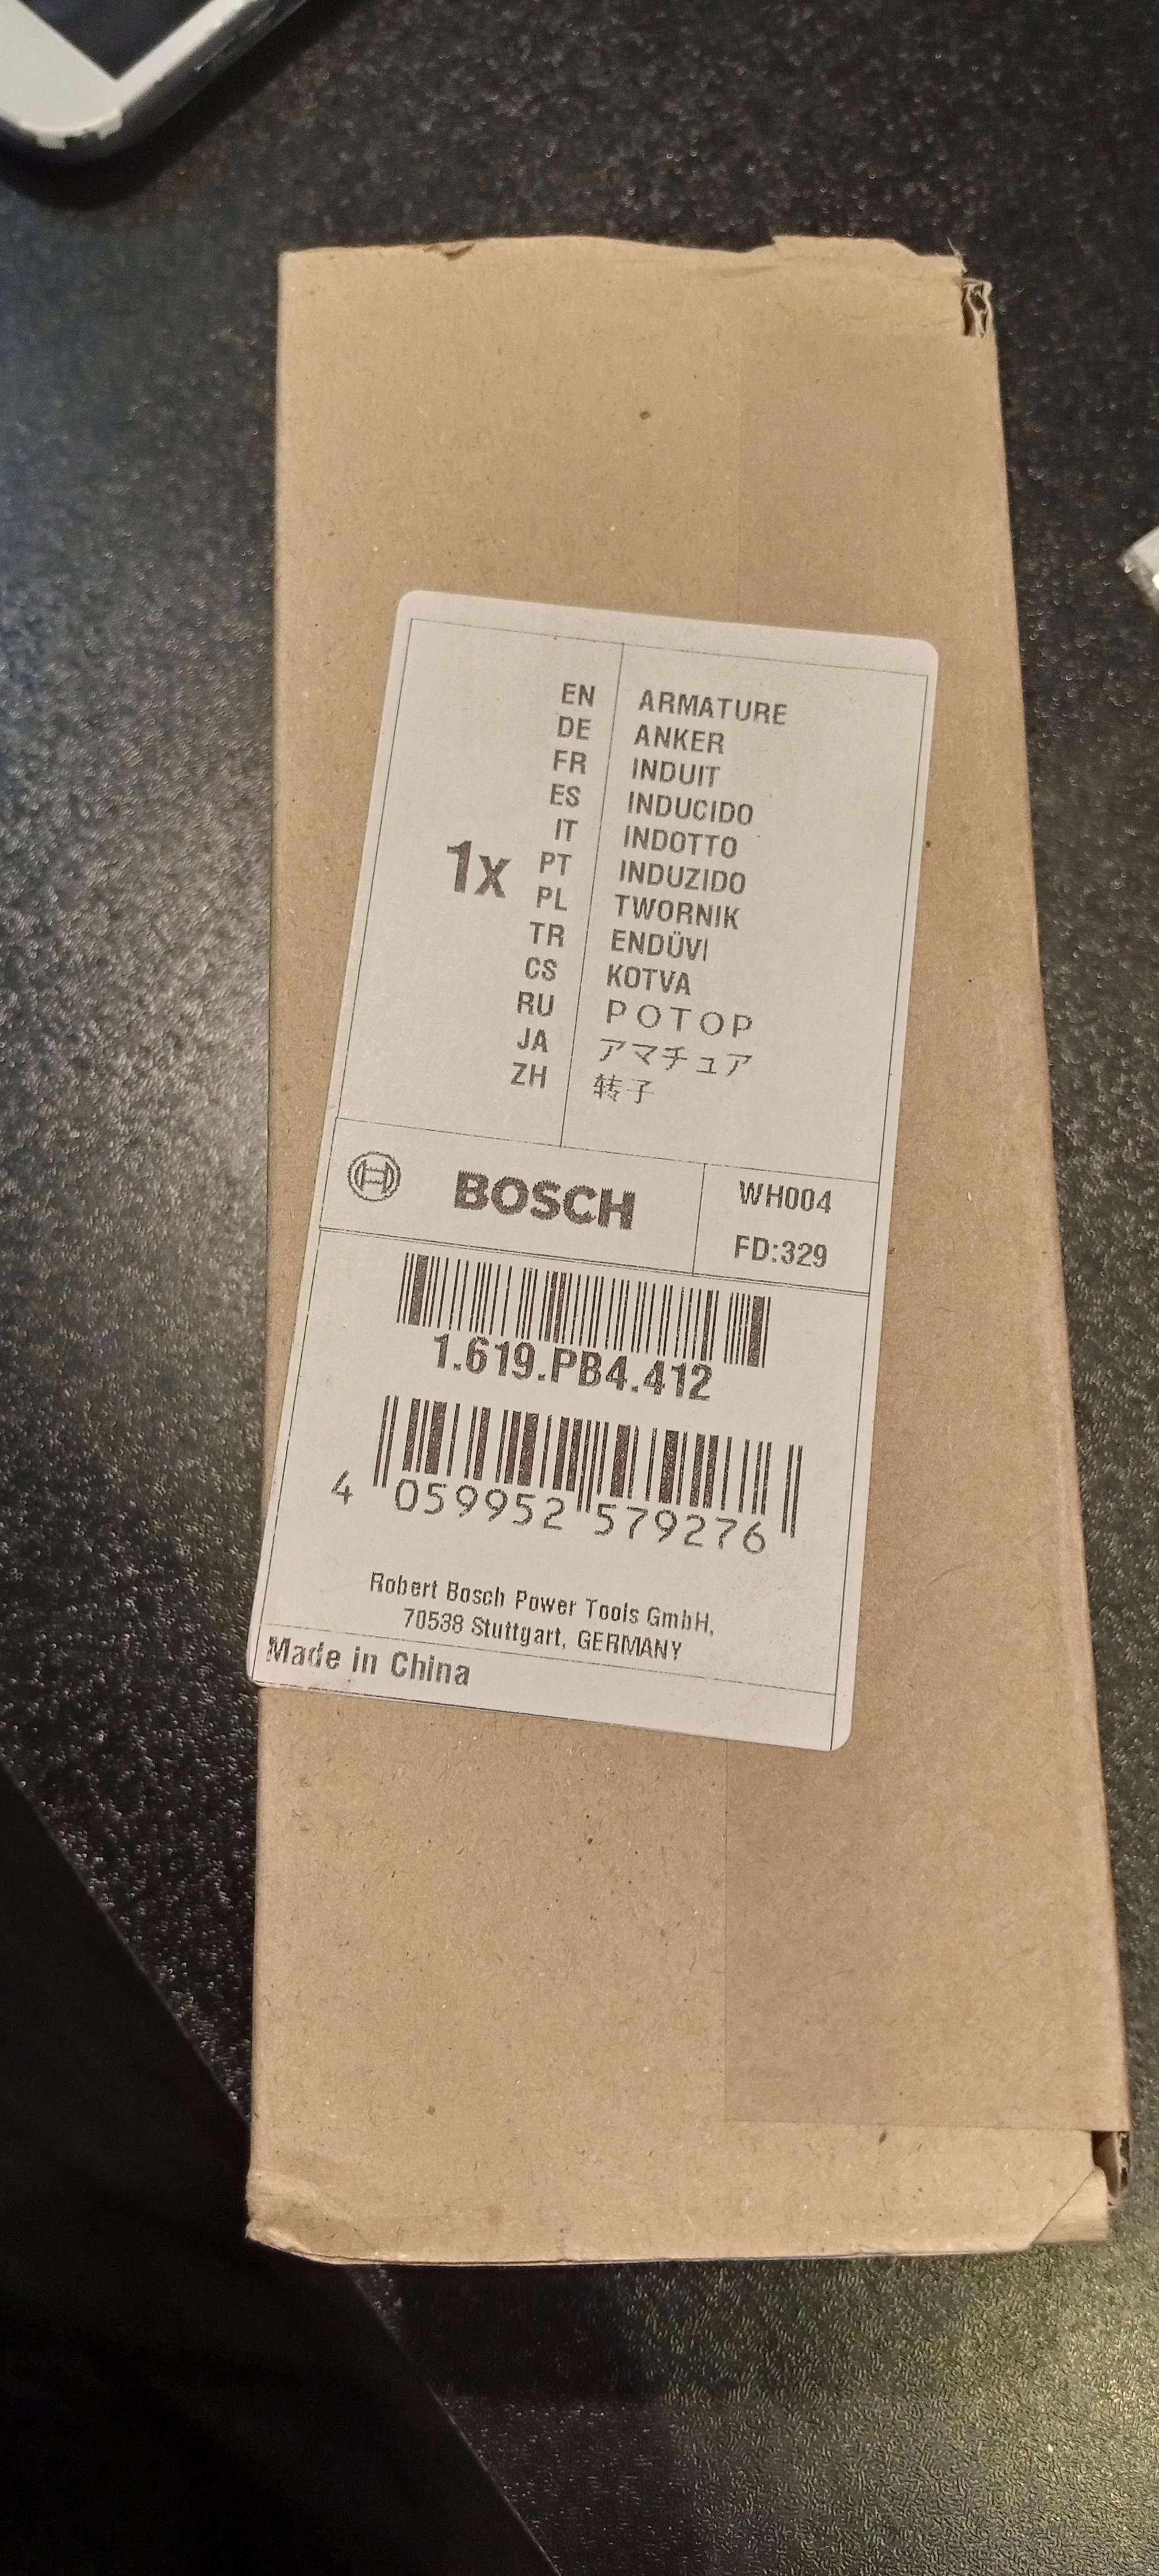 1x
EN ARMATURE
DE ANKER
FR INDUIT
ES INDUCIDO
IT INDOTTO
PT INDUZIDO
PL TWORNIK
TR ENDÜVI
CS KOTVA
RU РОТОР
JA アマチュア
ZH 转子
BOSCH
WH004
FD:329
1.619.PB4.412
4 059952 579276
Robert Bosch Power Tools GmbH,
70538 Stuttgart, GERMANY
Made in China